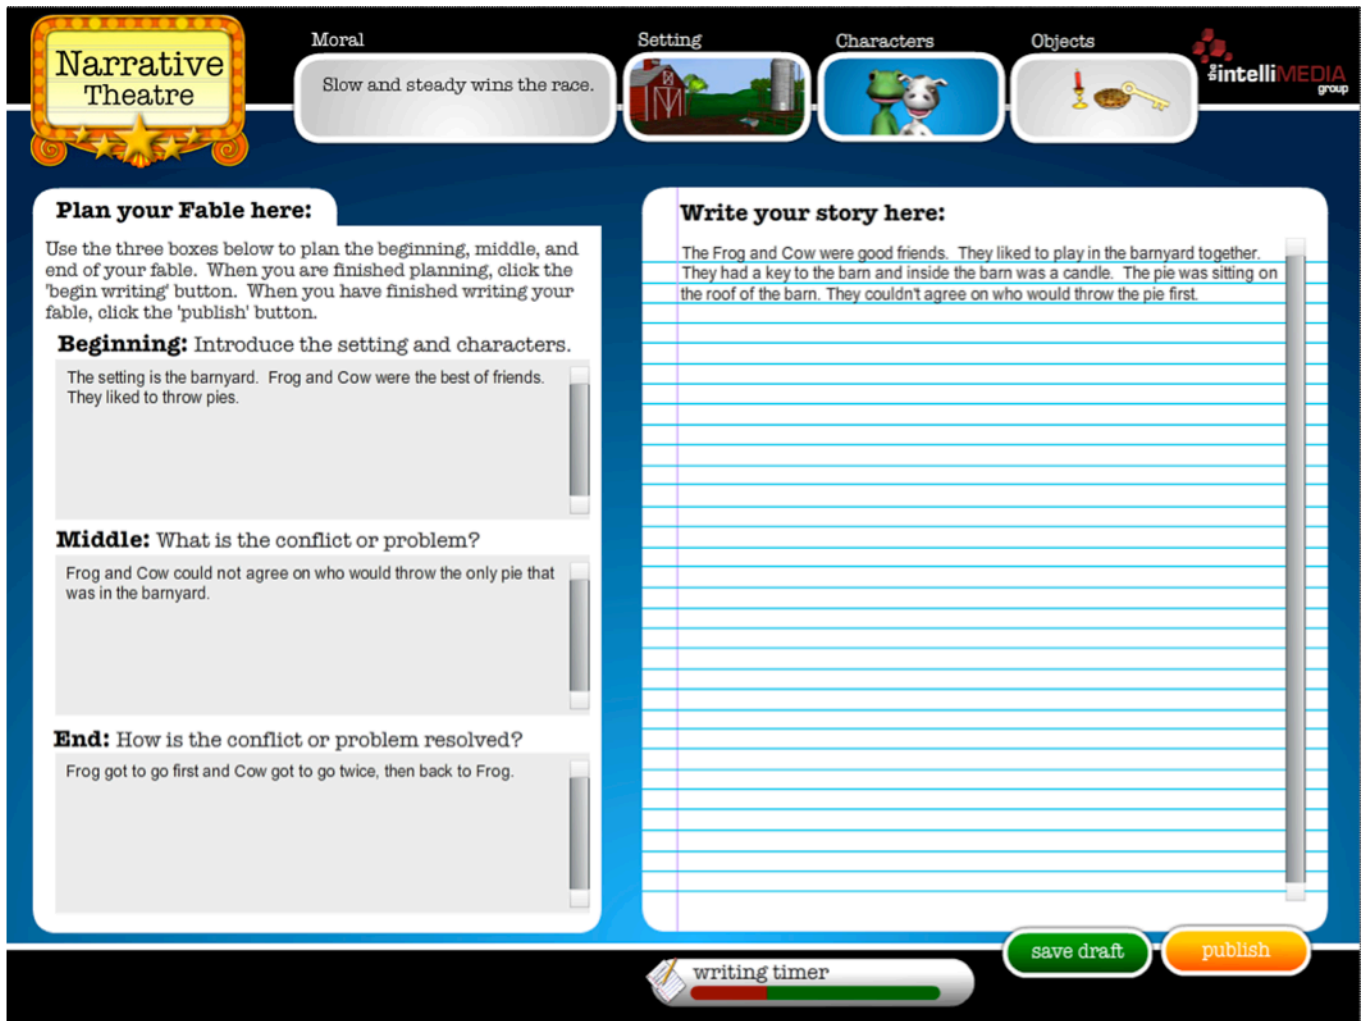 Narrative
Theatre
Moral
Slow and steady wins the race.
Setting
Characters
Objects
the intelliMEDIA
group
Plan your Fable here:
Use the three boxes below to plan the beginning, middle, and
end of your fable.  When you are finished planning, click the
'begin writing' button.  When you have finished writing your
fable, click the 'publish' button.
Beginning: Introduce the setting and characters.
The setting is the barnyard.  Frog and Cow were the best of friends.
They liked to throw pies.
Middle: What is the conflict or problem?
Frog and Cow could not agree on who would throw the only pie that
was in the barnyard.
End: How is the conflict or problem resolved?
Frog got to go first and Cow got to go twice, then back to Frog.
Write your story here:
The Frog and Cow were good friends.  They liked to play in the barnyard together.
They had a key to the barn and inside the barn was a candle.  The pie was sitting on
the roof of the barn. They couldn't agree on who would throw the pie first.
save draft
publish
writing timer